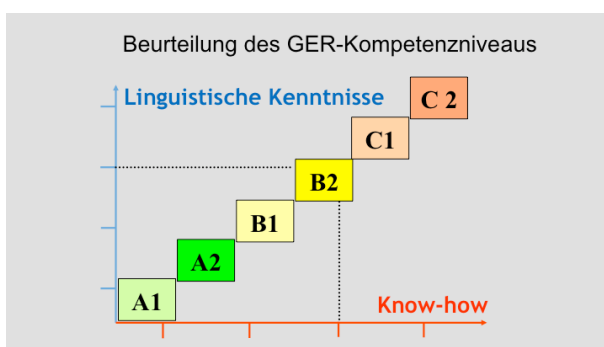 Beurteilung des GER-Kompetenzniveaus
Linguistische Kenntnisse
C 2
C1
B2
B1
A2
A1
Know-how